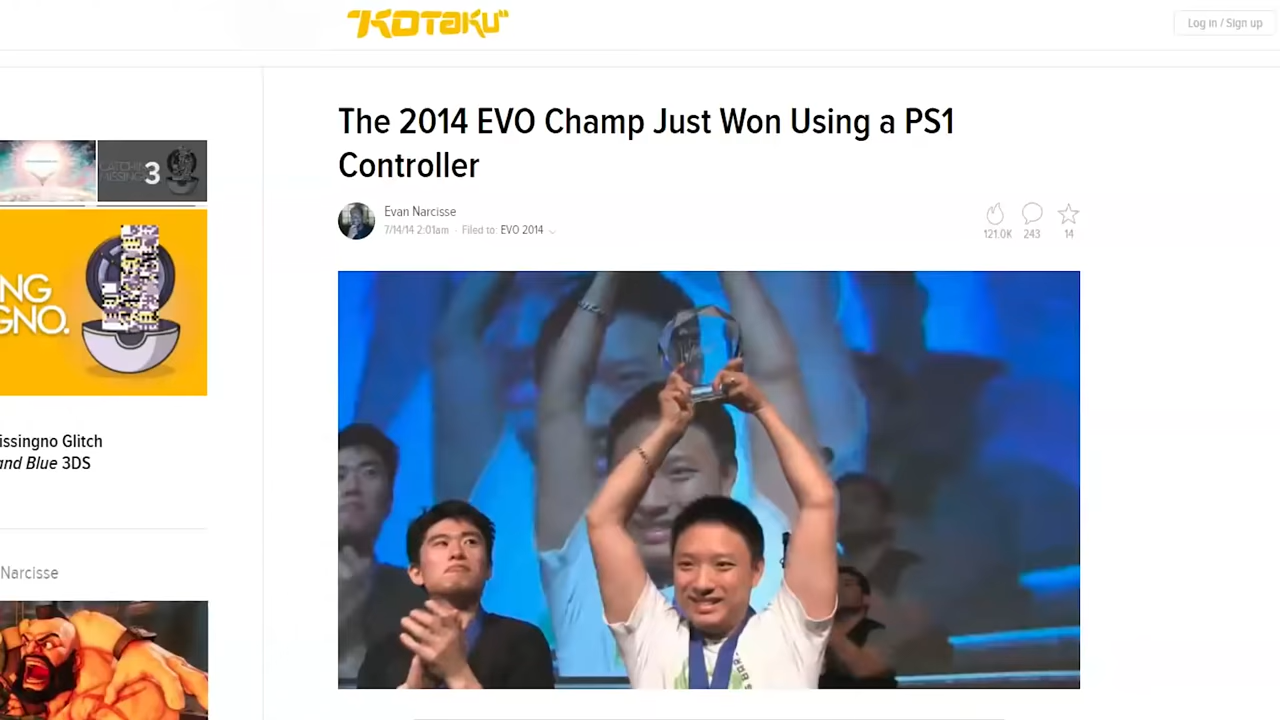 "KOTAKU"
Log in / Sign up
The 2014 EVO Champ Just Won Using a PS1
Controller
Evan Narcisse
7/14/14 2:01am · Filed to: EVO 2014
121.0K 243 14
3
NG
GNO.
issingno Glitch
and Blue 3DS
Narcisse